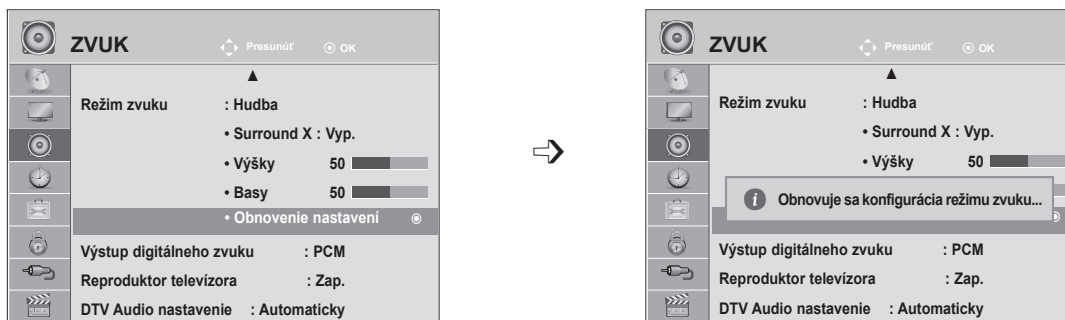 ZVUK
Presunúť
OK
Režim zvuku : Hudba
• Surround X : Vyp.
• Výšky 50
• Basy 50
• Obnovenie nastavení
Výstup digitálneho zvuku : PCM
Reproduktor televízora : Zap.
DTV Audio nastavenie : Automaticky
ZVUK
Presunúť
OK
Režim zvuku : Hudba
• Surround X : Vyp.
• Výšky 50
i Obnovuje sa konfigurácia režimu zvuku...
Výstup digitálneho zvuku : PCM
Reproduktor televízora : Zap.
DTV Audio nastavenie : Automaticky